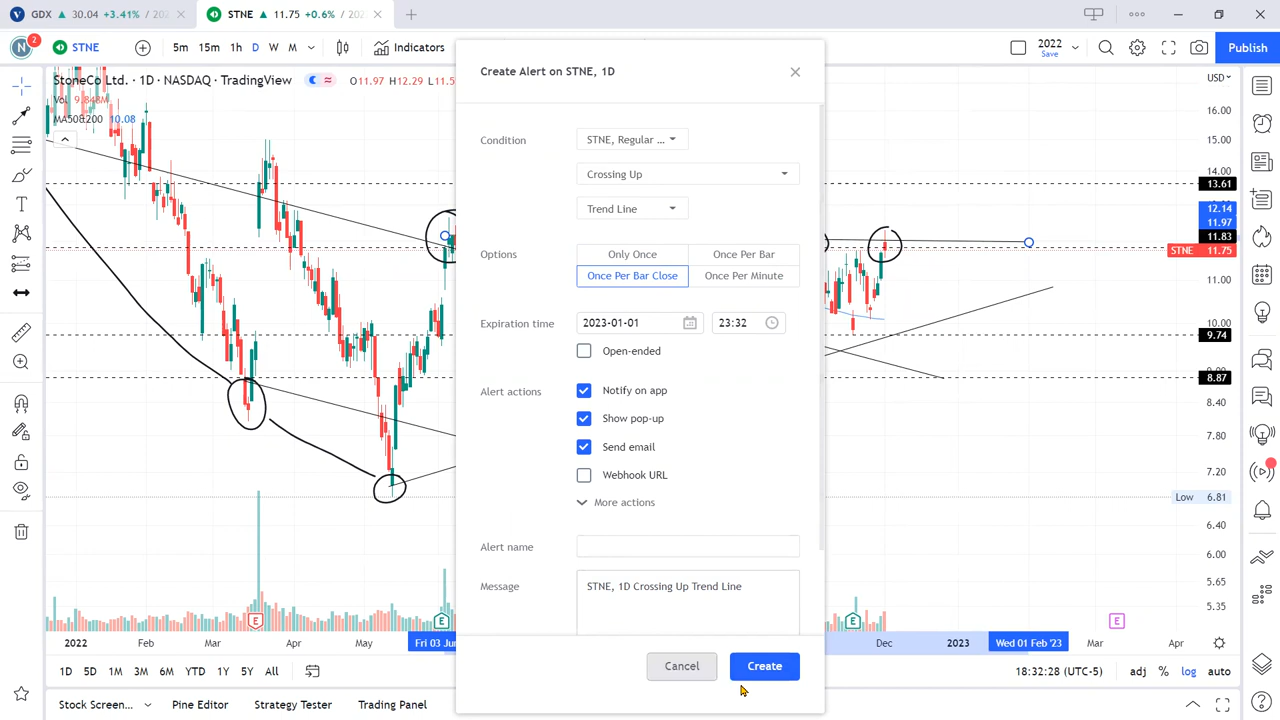 GDX ▲ 30.04 +3.41% / 202
STNE ▲ 11.75 +0.6% / 202
N 2 STNE 5m 15m 1h D W M Indicators 2022 Save Publish
StoneCo Ltd. · 1D · NASDAQ · TradingView O11.97 H12.29 L11.5
Vol 9.848M
MA50&200 10.08
USD
16.00
15.00
14.00
13.61
12.14
11.97
11.83
STNE 11.75
11.00
10.00
9.74
8.87
8.40
7.80
7.20
Low 6.81
6.40
6.00
5.65
5.35
Create Alert on STNE, 1D
Condition STNE, Regular ...
Crossing Up
Trend Line
Options Only Once Once Per Bar
Once Per Bar Close Once Per Minute
Expiration time 2023-01-01 23:32
Open-ended
Alert actions Notify on app
Show pop-up
Send email
Webhook URL
More actions
Alert name
Message STNE, 1D Crossing Up Trend Line
Cancel Create
E E E E
2022 Feb Mar Apr May Fri 03 Jun Dec 2023 Wed 01 Feb '23 Mar Apr
1D 5D 1M 3M 6M YTD 1Y 5Y All 18:32:28 (UTC-5) adj % log auto
Stock Screen... Pine Editor Strategy Tester Trading Panel